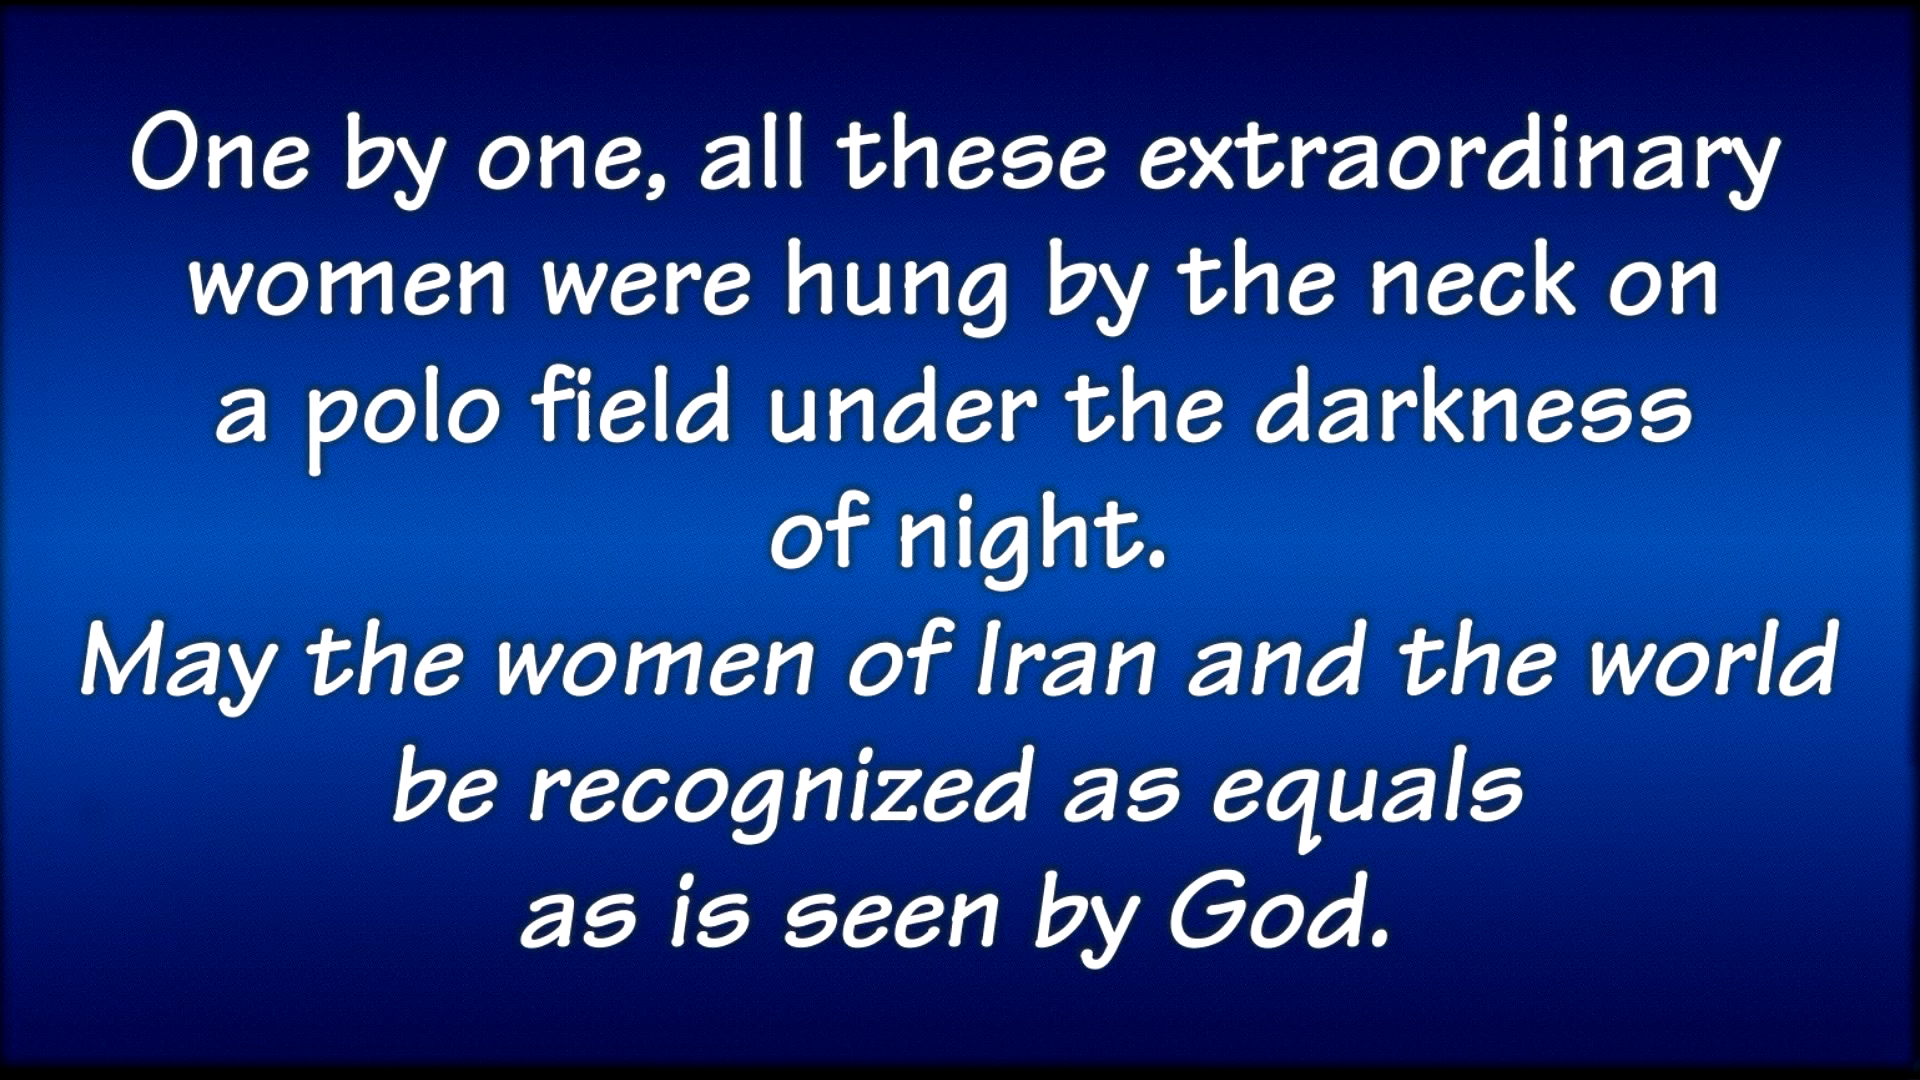 One by one, all these extraordinary
women were hung by the neck on
a polo field under the darkness
of night.
May the women of Iran and the world
be recognized as equals
as is seen by God.